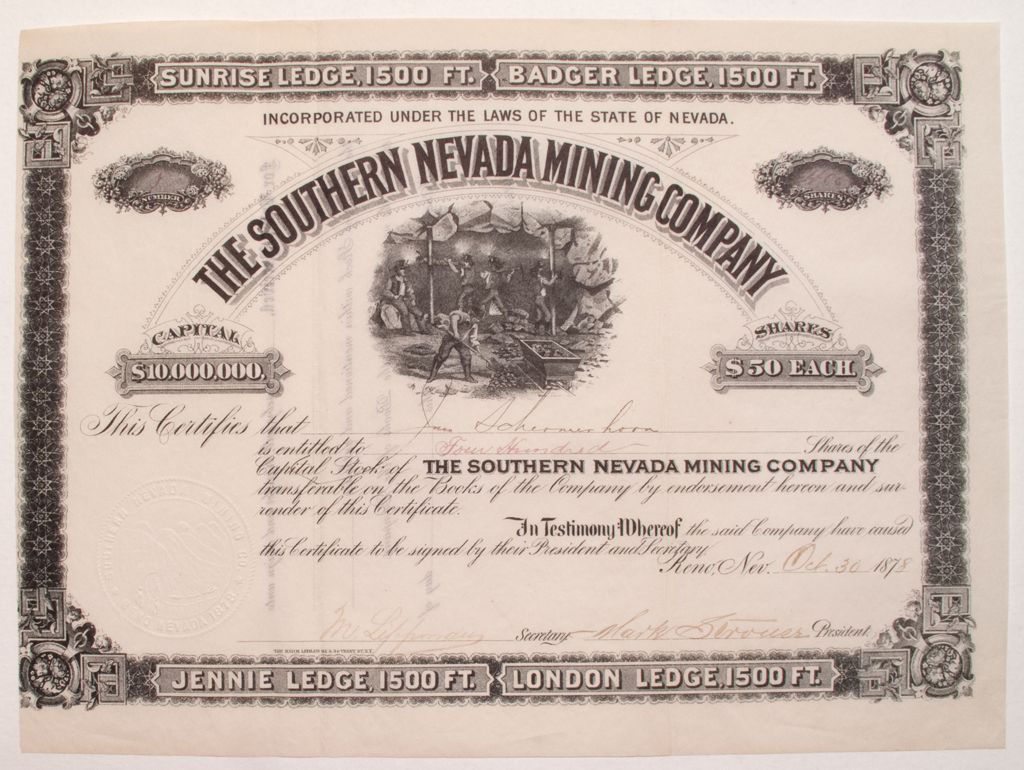 SUNRISE LEDGE, 1500 FT. BADGER LEDGE, 1500 FT.
INCORPORATED UNDER THE LAWS OF THE STATE OF NEVADA.
THE SOUTHERN NEVADA MINING COMPANY
NUMBER
SHARES
CAPITAL
$10,000,000.
SHARES
$50 EACH.
This Certifies that Schermerhorn
is entitled to Four Hundred Shares of the
Capital Stock of THE SOUTHERN NEVADA MINING COMPANY
transferable on the Books of the Company by endorsement hereon and sur-
render of this Certificate.
In Testimony Whereof the said Company have caused
this Certificate to be signed by their President and Secretary.
Reno, Nev. Oct. 30 1878
Secretary Mark Strouse President.
JENNIE LEDGE, 1500 FT. LONDON LEDGE, 1500 FT.